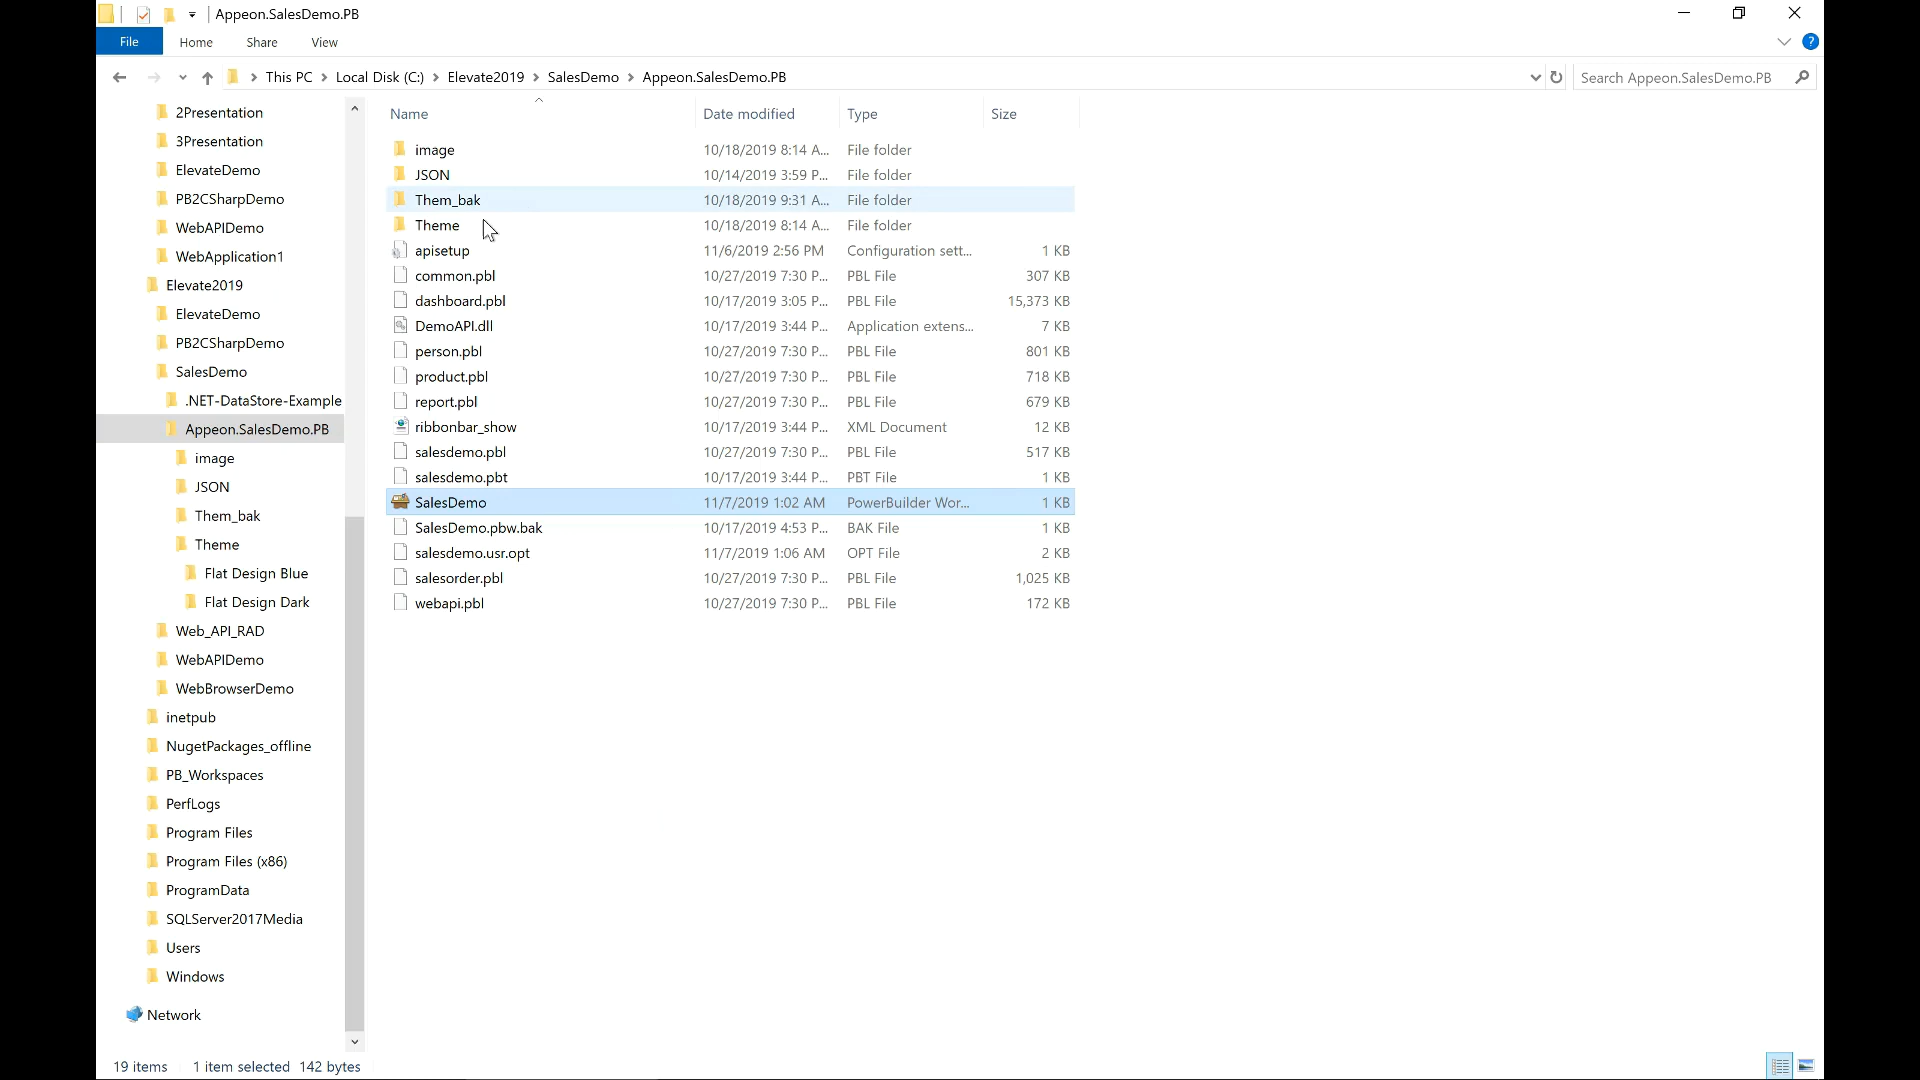 Appeon.SalesDemo.PB
File Home Share View
This PC Local Disk (C:) Elevate2019 SalesDemo Appeon.SalesDemo.PB
Search Appeon.SalesDemo.PB
2Presentation
3Presentation
ElevateDemo
PB2CSharpDemo
WebAPIDemo
WebApplication1
Elevate2019
ElevateDemo
PB2CSharpDemo
SalesDemo
.NET-DataStore-Example
Appeon.SalesDemo.PB
image
JSON
Them_bak
Theme
Flat Design Blue
Flat Design Dark
Web_API_RAD
WebAPIDemo
WebBrowserDemo
inetpub
NugetPackages_offline
PB_Workspaces
PerfLogs
Program Files
Program Files (x86)
ProgramData
SQLServer2017Media
Users
Windows
Network
Name Date modified Type Size
image 10/18/2019 8:14 A... File folder
JSON 10/14/2019 3:59 P... File folder
Them_bak 10/18/2019 9:31 A... File folder
Theme 10/18/2019 8:14 A... File folder
apisetup 11/6/2019 2:56 PM Configuration sett... 1 KB
common.pbl 10/27/2019 7:30 P... PBL File 307 KB
dashboard.pbl 10/17/2019 3:05 P... PBL File 15,373 KB
DemoAPI.dll 10/17/2019 3:44 P... Application extens... 7 KB
person.pbl 10/27/2019 7:30 P... PBL File 801 KB
product.pbl 10/27/2019 7:30 P... PBL File 718 KB
report.pbl 10/27/2019 7:30 P... PBL File 679 KB
ribbonbar_show 10/17/2019 3:44 P... XML Document 12 KB
salesdemo.pbl 10/27/2019 7:30 P... PBL File 517 KB
salesdemo.pbt 10/17/2019 3:44 P... PBT File 1 KB
SalesDemo 11/7/2019 1:02 AM PowerBuilder Wor... 1 KB
SalesDemo.pbw.bak 10/17/2019 4:53 P... BAK File 1 KB
salesdemo.usr.opt 11/7/2019 1:06 AM OPT File 2 KB
salesorder.pbl 10/27/2019 7:30 P... PBL File 1,025 KB
webapi.pbl 10/27/2019 7:30 P... PBL File 172 KB
19 items 1 item selected 142 bytes